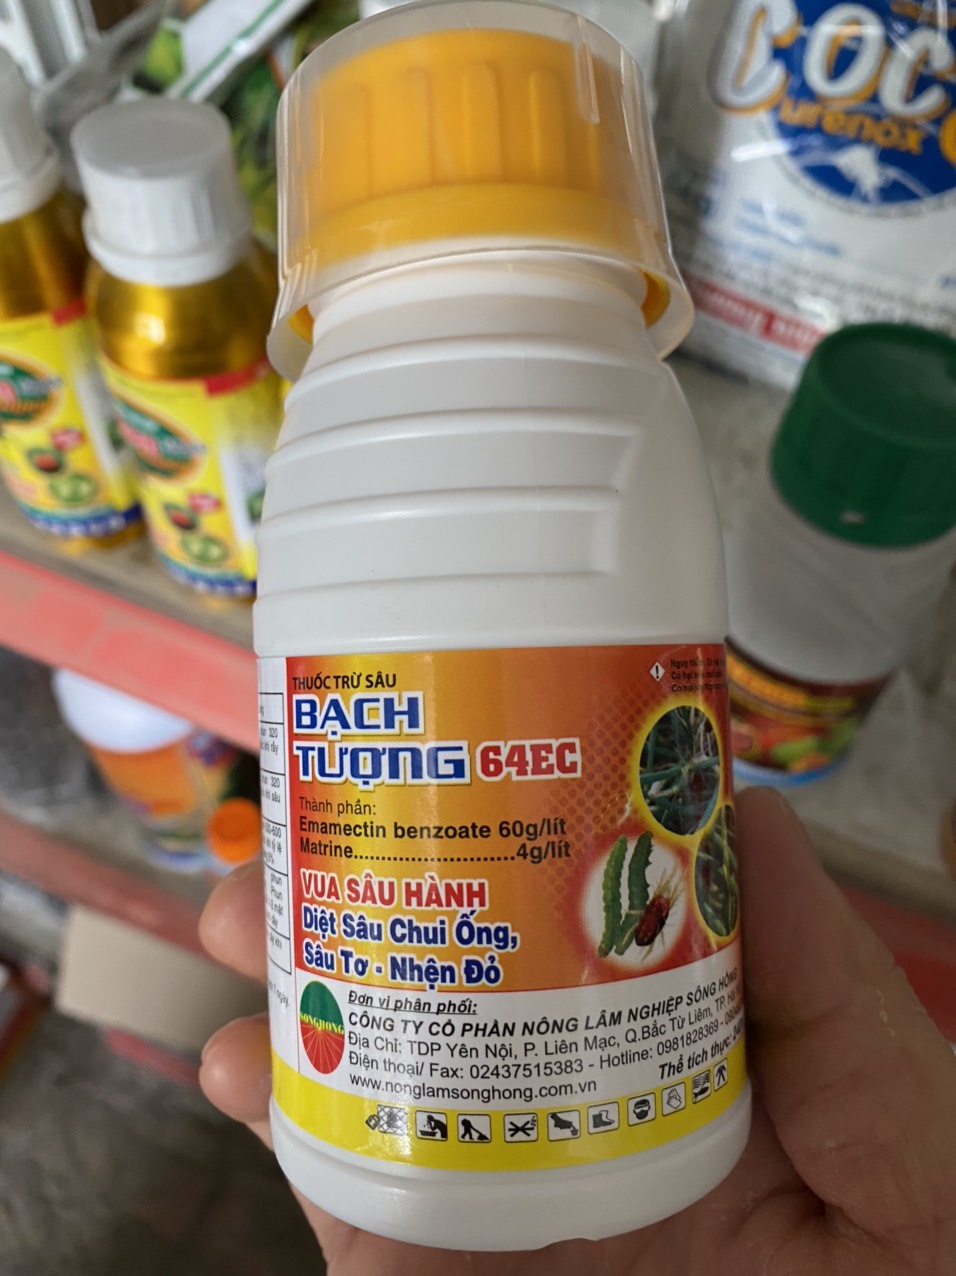 COC
urenox
THUỐC TRỪ SÂU
BẠCH
TƯỢNG 64EC
Thành phần:
Emamectin benzoate 60g/lít
Matrine.........................4g/lít
VUA SÂU HÀNH
Diệt Sâu Chui Ống,
Sâu Tơ - Nhện Đỏ
SONGHONG
Đơn vị phân phối:
CÔNG TY CỔ PHẦN NÔNG LÂM NGHIỆP SÔNG HỒNG
Địa Chỉ: TDP Yên Nội, P. Liên Mạc, Q.Bắc Từ Liêm, TP.
Điện thoại/ Fax: 02437515383 - Hotline: 0981828369
www.nonglamsonghong.com.vn
Thể tích thực: